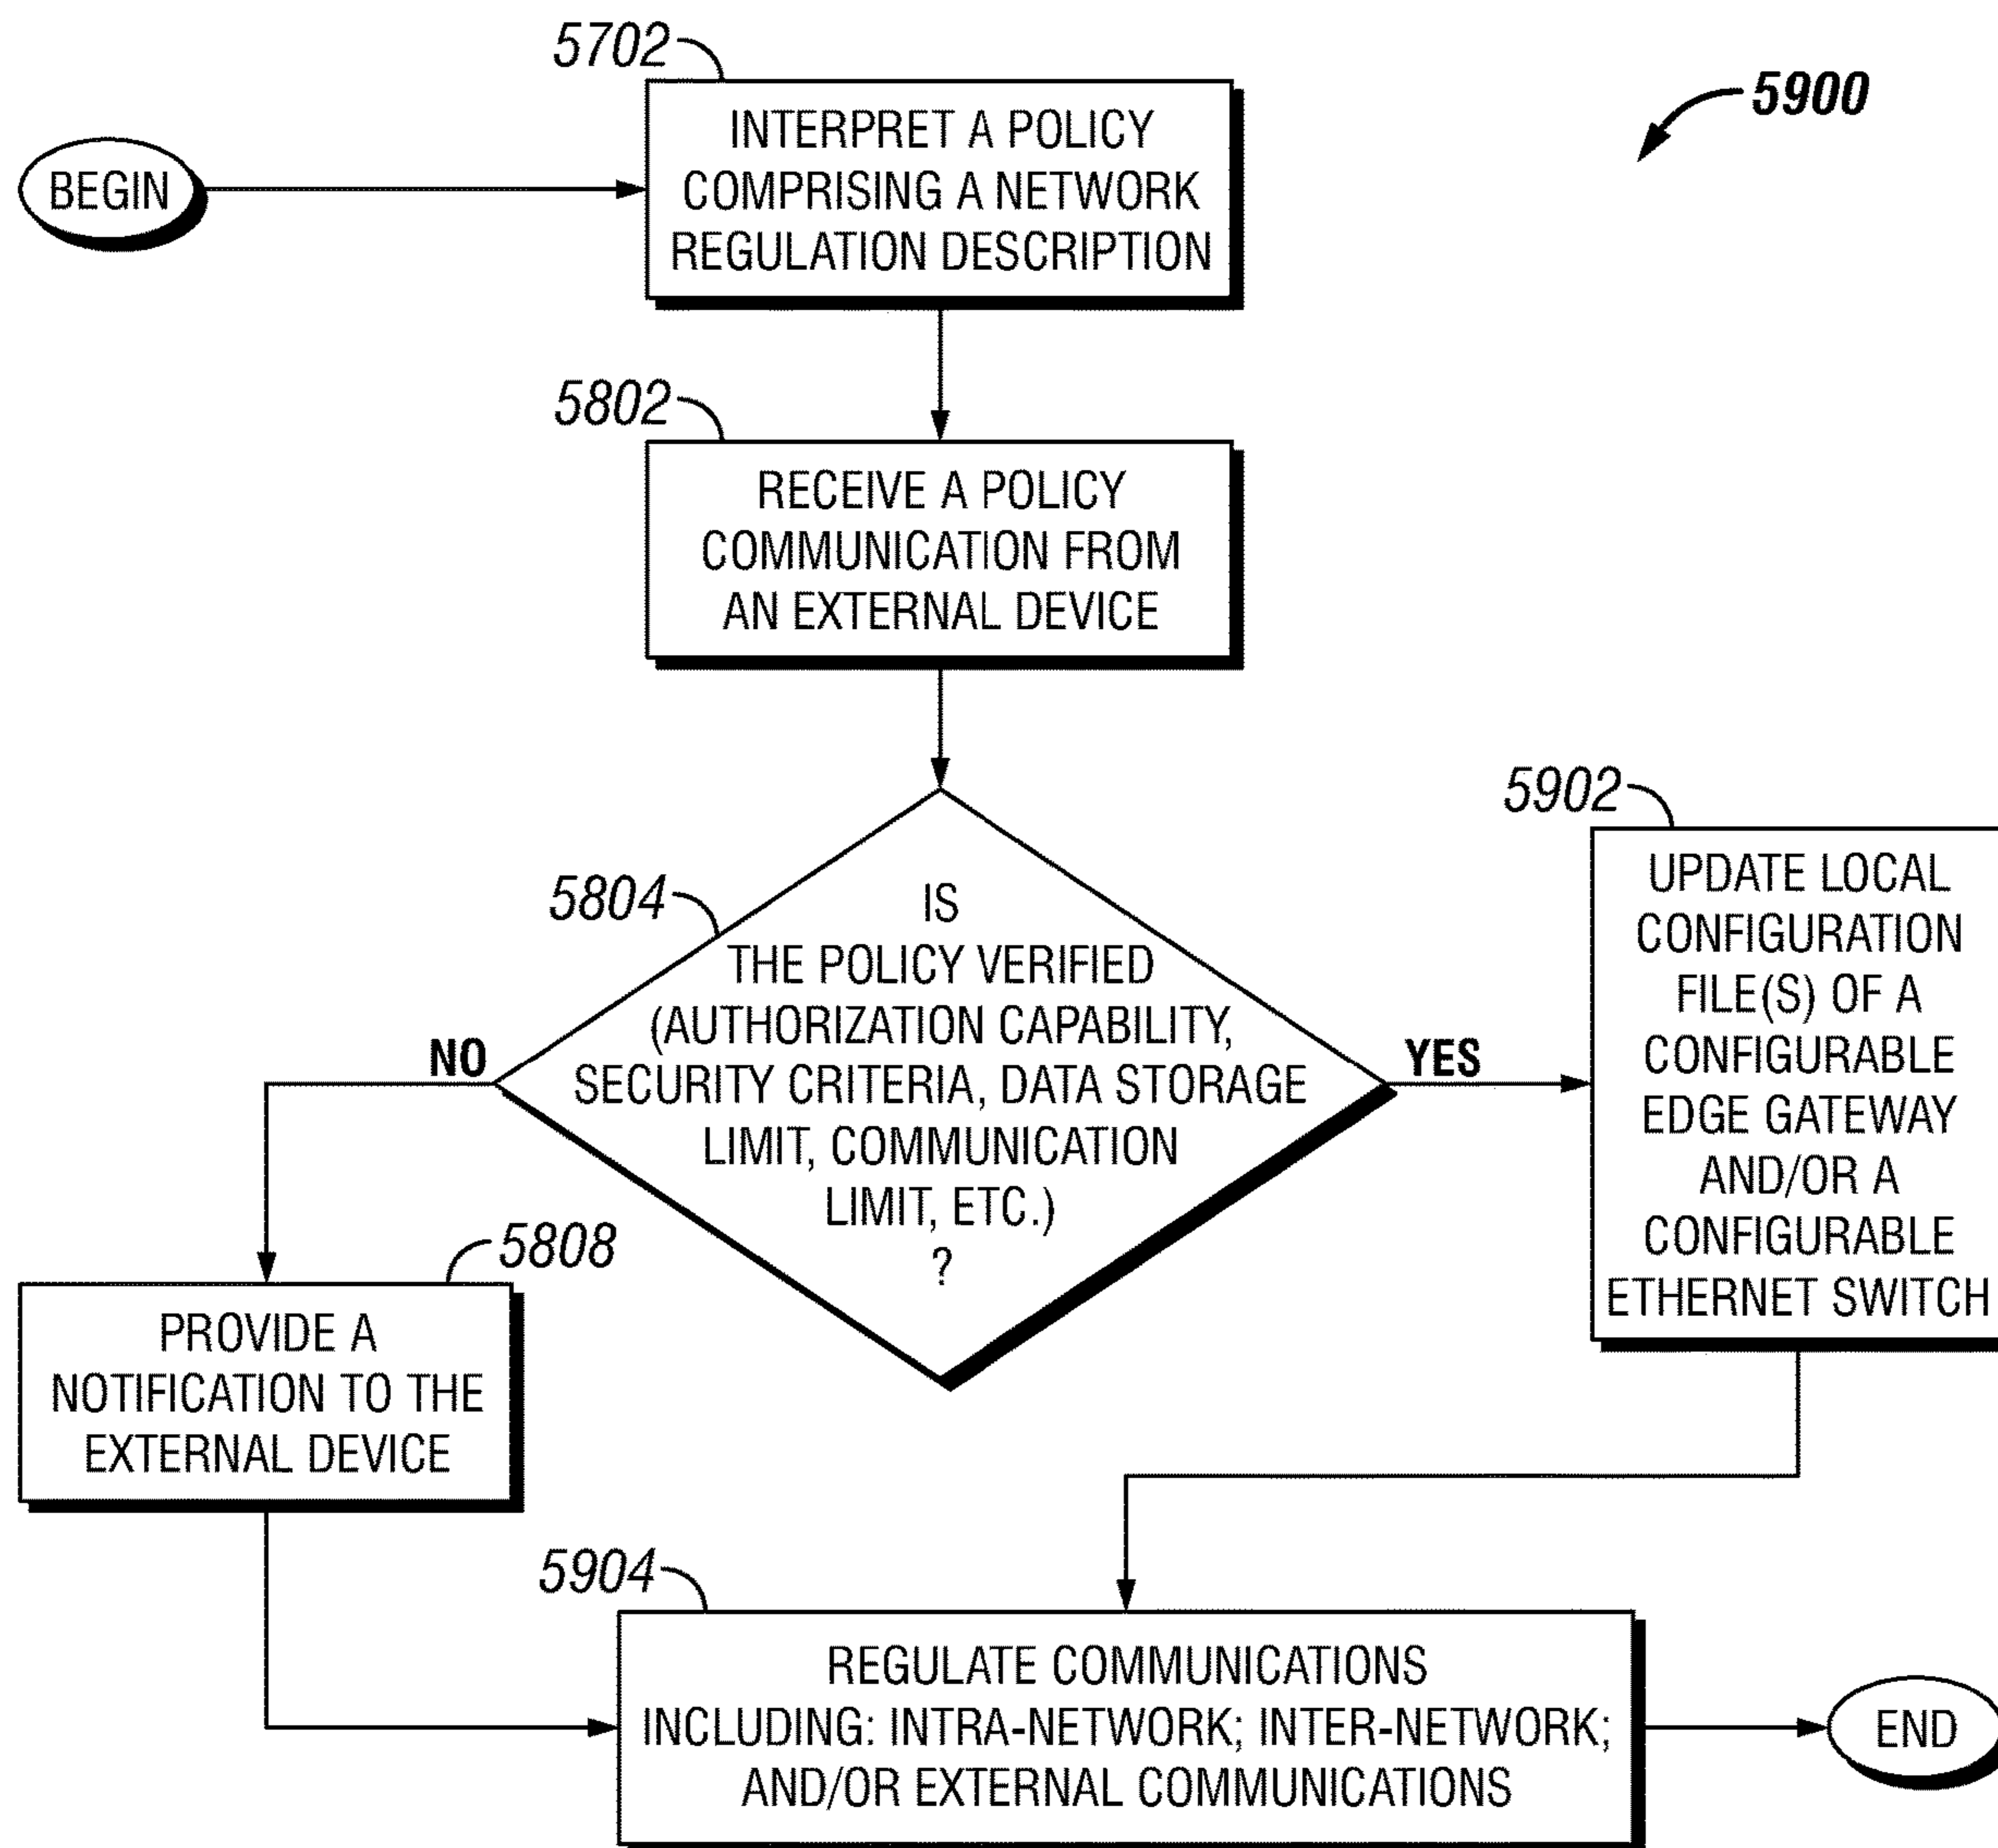 5702
5900
BEGIN
INTERPRET A POLICY
COMPRISING A NETWORK
REGULATION DESCRIPTION
5802
RECEIVE A POLICY
COMMUNICATION FROM
AN EXTERNAL DEVICE
5804
IS
THE POLICY VERIFIED
(AUTHORIZATION CAPABILITY,
SECURITY CRITERIA, DATA STORAGE
LIMIT, COMMUNICATION
LIMIT, ETC.)
?
NO
YES
5902
UPDATE LOCAL
CONFIGURATION
FILE(S) OF A
CONFIGURABLE
EDGE GATEWAY
AND/OR A
CONFIGURABLE
ETHERNET SWITCH
5808
PROVIDE A
NOTIFICATION TO THE
EXTERNAL DEVICE
5904
REGULATE COMMUNICATIONS
INCLUDING: INTRA-NETWORK; INTER-NETWORK;
AND/OR EXTERNAL COMMUNICATIONS
END